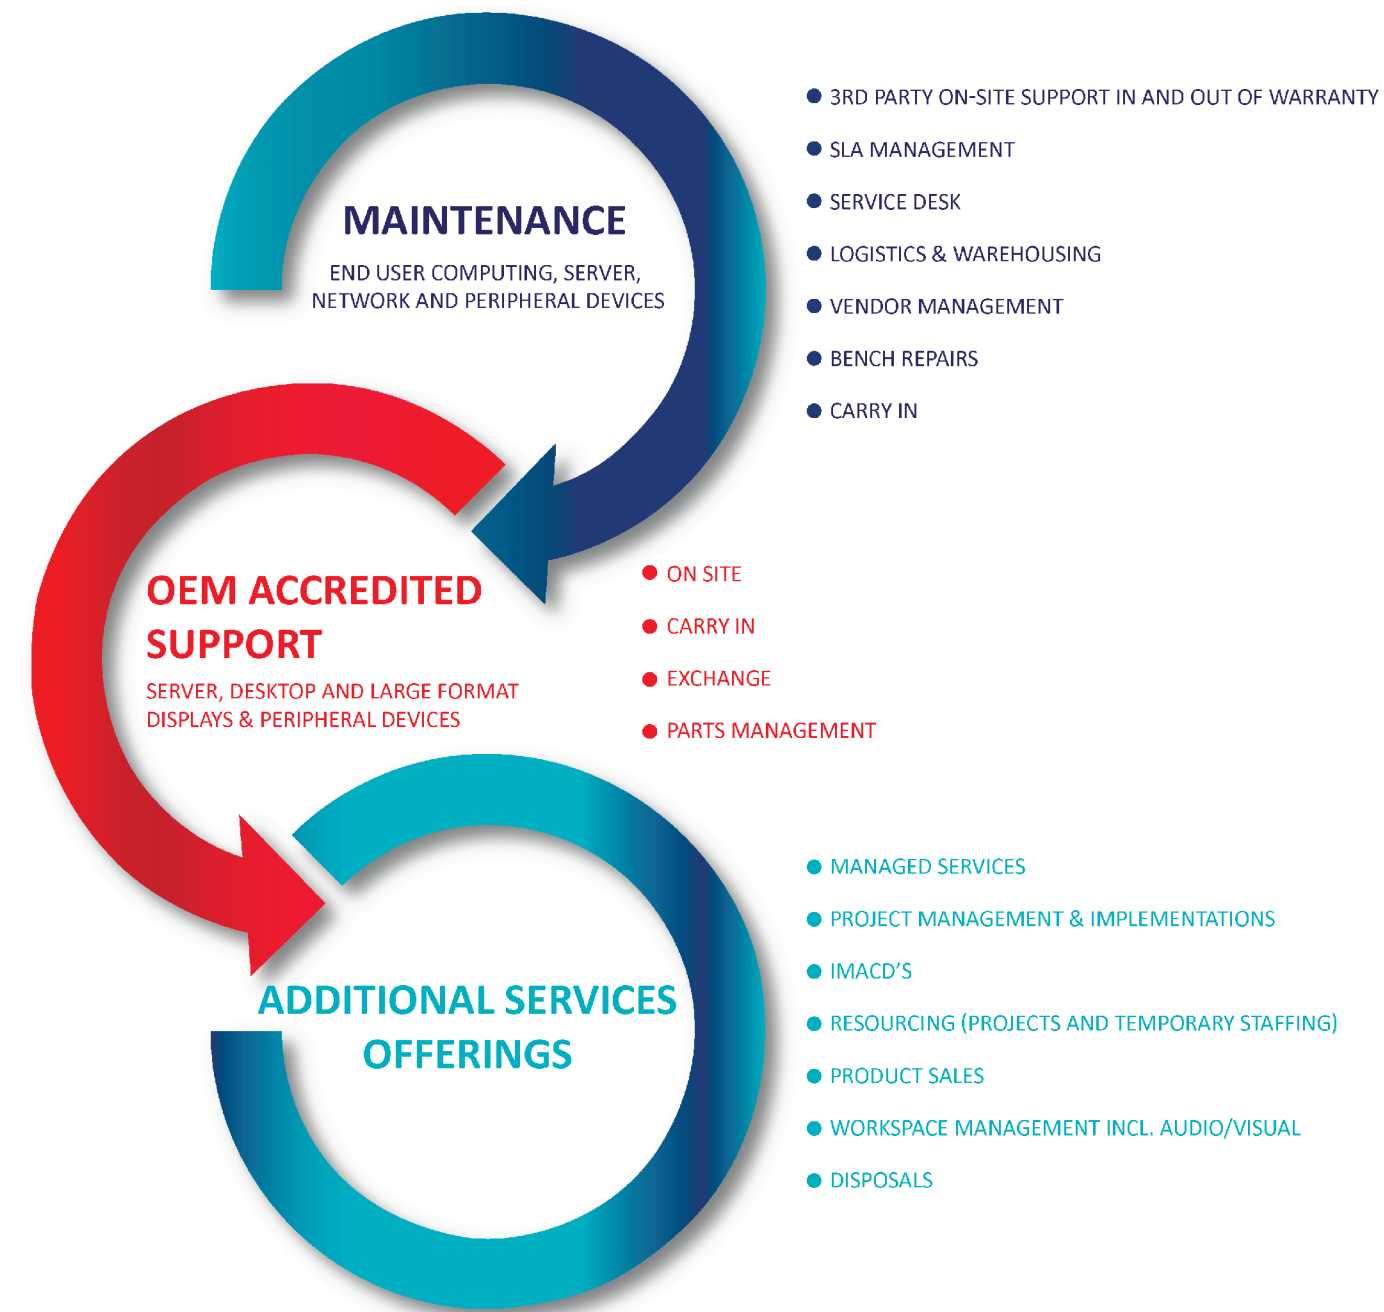 MAINTENANCE
END USER COMPUTING, SERVER,
NETWORK AND PERIPHERAL DEVICES
3RD PARTY ON-SITE SUPPORT IN AND OUT OF WARRANTY
SLA MANAGEMENT
SERVICE DESK
LOGISTICS & WAREHOUSING
VENDOR MANAGEMENT
BENCH REPAIRS
CARRY IN
OEM ACCREDITED
SUPPORT
SERVER, DESKTOP AND LARGE FORMAT
DISPLAYS & PERIPHERAL DEVICES
ON SITE
CARRY IN
EXCHANGE
PARTS MANAGEMENT
ADDITIONAL SERVICES
OFFERINGS
MANAGED SERVICES
PROJECT MANAGEMENT & IMPLEMENTATIONS
IMACD’S
RESOURCING (PROJECTS AND TEMPORARY STAFFING)
PRODUCT SALES
WORKSPACE MANAGEMENT INCL. AUDIO/VISUAL
DISPOSALS